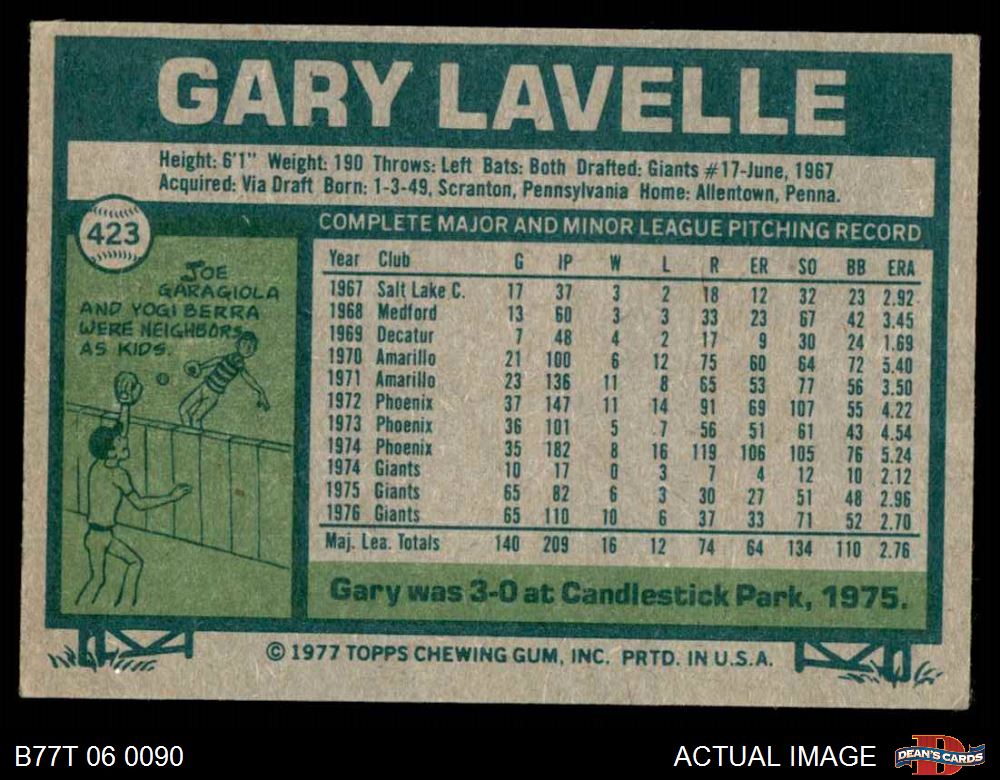 GARY LAVELLE
Height: 6'1" Weight: 190 Throws: Left Bats: Both Drafted: Giants #17-June, 1967
Acquired: Via Draft Born: 1-3-49, Scranton, Pennsylvania Home: Allentown, Penna.
423
JOE
GARAGIOLA
AND YOGI BERRA
WERE NEIGHBORS
AS KIDS.
COMPLETE MAJOR AND MINOR LEAGUE PITCHING RECORD
Year Club G IP W L R ER SO BB ERA
1967 Salt Lake C. 17 37 3 2 18 12 32 23 2.92
1968 Medford 13 60 3 3 33 23 67 42 3.45
1969 Decatur 7 48 4 2 17 9 30 24 1.69
1970 Amarillo 21 100 6 12 75 60 64 72 5.40
1971 Amarillo 23 136 11 8 65 53 77 56 3.50
1972 Phoenix 37 147 11 14 91 69 107 55 4.22
1973 Phoenix 36 101 5 7 56 51 61 43 4.54
1974 Phoenix 35 182 8 16 119 106 105 76 5.24
1974 Giants 10 17 0 3 7 4 12 10 2.12
1975 Giants 65 82 6 3 30 27 51 48 2.96
1976 Giants 65 110 10 6 37 33 71 52 2.70
Maj. Lea. Totals 140 209 16 12 74 64 134 110 2.76
Gary was 3-0 at Candlestick Park, 1975.
© 1977 TOPPS CHEWING GUM, INC. PRTD. IN U.S.A.
B77T 06 0090
ACTUAL IMAGE
D
DEAN'S CARDS